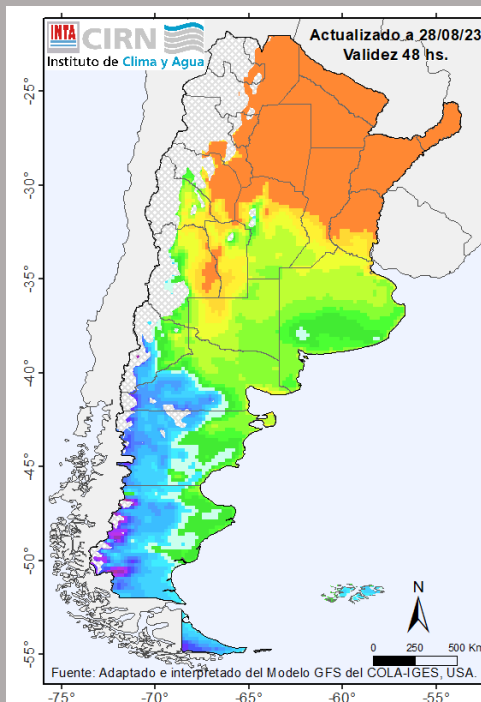 INTA CIRN
Instituto de Clima y Agua
Actualizado a 28/08/23
Validez 48 hs.
-25°
-30°
-35°
-40°
-45°
-50°
-55°
N
0 250 500 Km
Fuente: Adaptado e interpretado del Modelo GFS del COLA-IGES, USA.
-75° -70° -65° -60° -55°